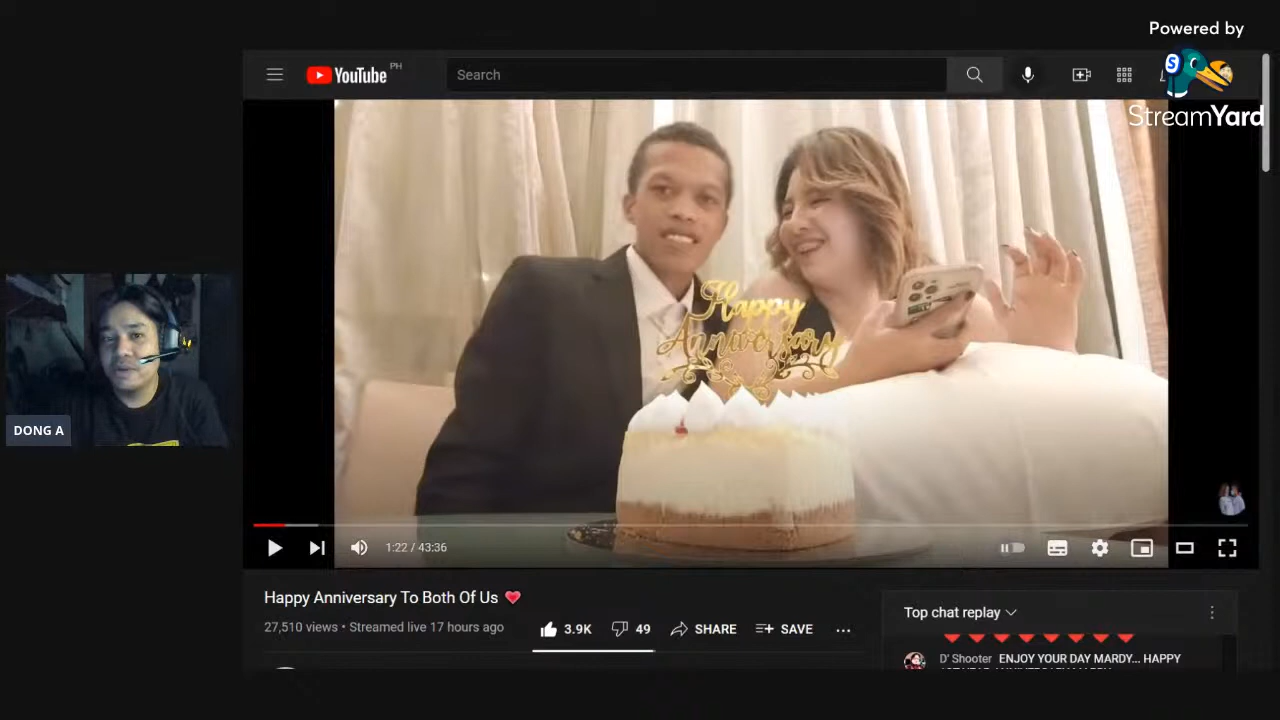 Powered by
StreamYard
YouTube PH
Search
Happy
Anniversary
DONG A
1:22 / 43:36
Happy Anniversary To Both Of Us ❤
27,510 views • Streamed live 17 hours ago
3.9K
49
SHARE
SAVE
Top chat replay
D' Shooter ENJOY YOUR DAY MARDY... HAPPY